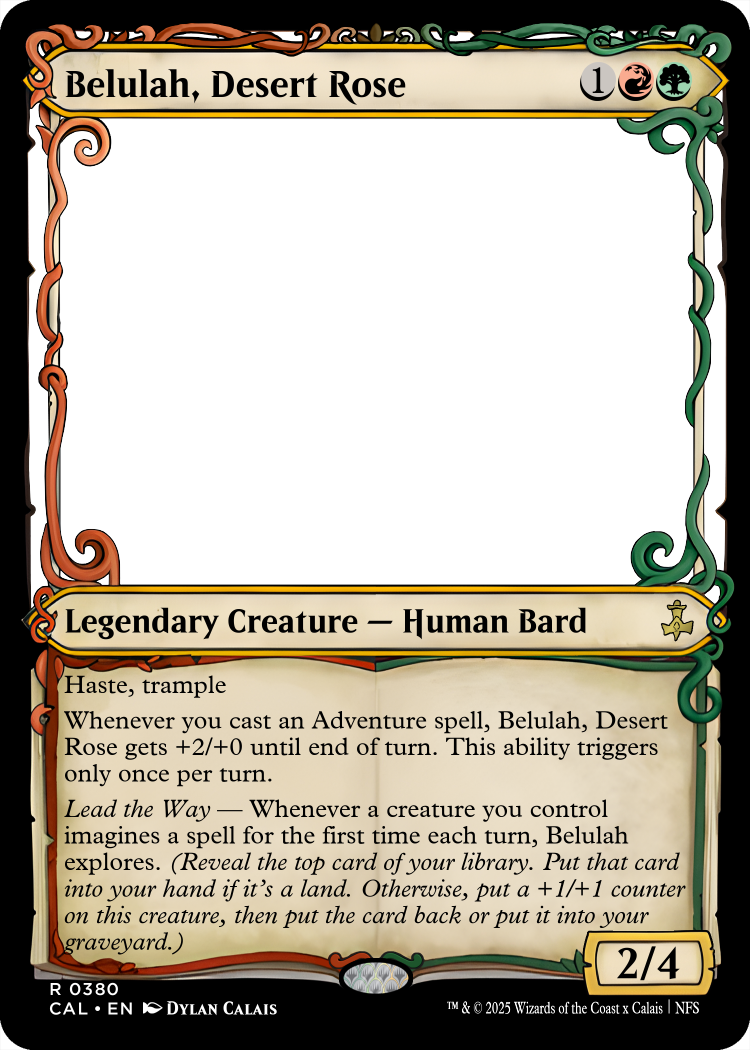 Belulah, Desert Rose 1
Legendary Creature — Human Bard
Haste, trample
Whenever you cast an Adventure spell, Belulah, Desert
Rose gets +2/+0 until end of turn. This ability triggers
only once per turn.
Lead the Way — Whenever a creature you control
imagines a spell for the first time each turn, Belulah
explores. (Reveal the top card of your library. Put that card
into your hand if it's a land. Otherwise, put a +1/+1 counter
on this creature, then put the card back or put it into your
graveyard.)
2/4
R 0380
CAL • EN DYLAN CALAIS
™ & © 2025 Wizards of the Coast x Calais | NFS